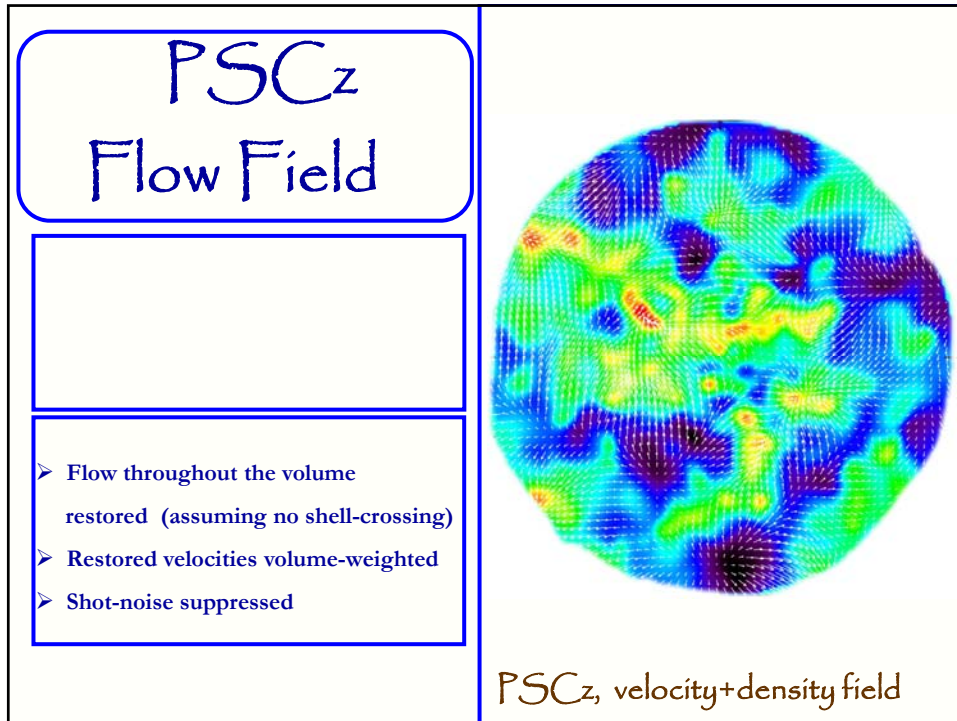 PSCz
Flow Field
➢ Flow throughout the volume
restored (assuming no shell-crossing)
➢ Restored velocities volume-weighted
➢ Shot-noise suppressed
PSCz, velocity+density field